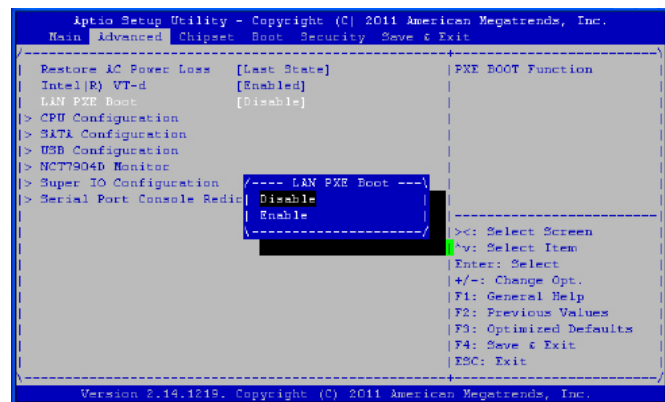 Aptio Setup Utility - Copyright (C) 2011 American Megatrends, Inc.
Main Advanced Chipset Boot Security Save & Exit
Restore AC Power Loss [Last State]
Intel(R) VT-d [Enabled]
LAN PXE Boot [Disable]
> CPU Configuration
> SATA Configuration
> USB Configuration
> NCT7904D Monitor
> Super IO Configuration
> Serial Port Console Redir
---- LAN PXE Boot ---
Disable
Enable
PXE BOOT Function
><: Select Screen
^v: Select Item
Enter: Select
+/-: Change Opt.
F1: General Help
F2: Previous Values
F3: Optimized Defaults
F4: Save & Exit
ESC: Exit
Version 2.14.1219. Copyright (C) 2011 American Megatrends, Inc.